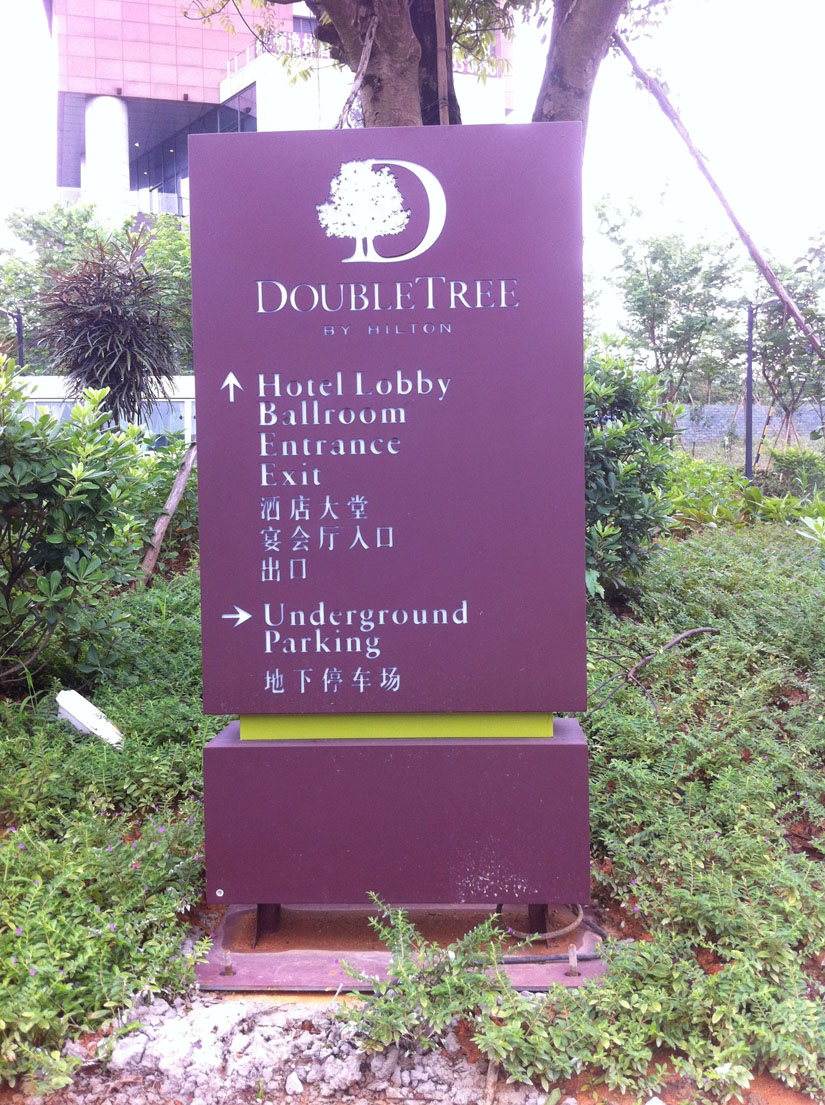 DOUBLETREE
BY HILTON
Hotel Lobby
Ballroom
Entrance
Exit
酒店大堂
宴会厅入口
出口
Underground
Parking
地下停车场